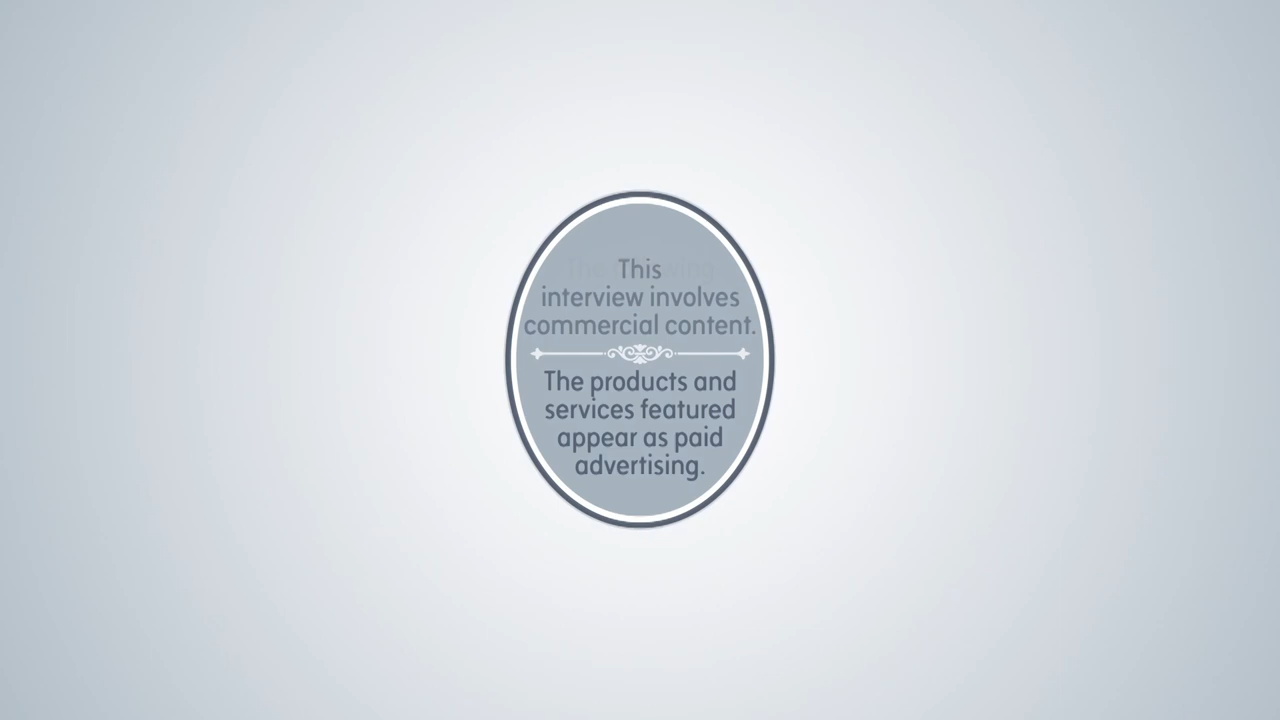 This
interview involves
commercial content.
The products and
services featured
appear as paid
advertising.